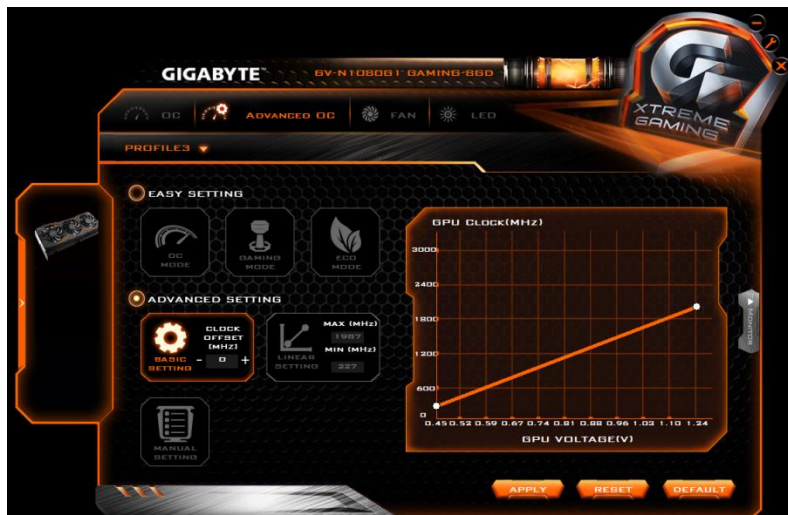 GIGABYTE™ GV-N1080G1 GAMING-8GD
XTREME
GAMING
OC ADVANCED OC FAN LED
PROFILE3
EASY SETTING
OC
MODE
GAMING
MODE
ECO
MODE
ADVANCED SETTING
BASIC
SETTING
CLOCK
OFFSET
(MHZ)
- 0 +
LINEAR
SETTING
MAX (MHz)
1987
MIN (MHz)
227
MANUAL
SETTING
GPU CLOCK(MHZ)
3000
2400
1800
1200
600
0
0.45 0.52 0.59 0.67 0.74 0.81 0.88 0.96 1.03 1.10 1.24
GPU VOLTAGE(V)
MONITOR
APPLY RESET DEFAULT